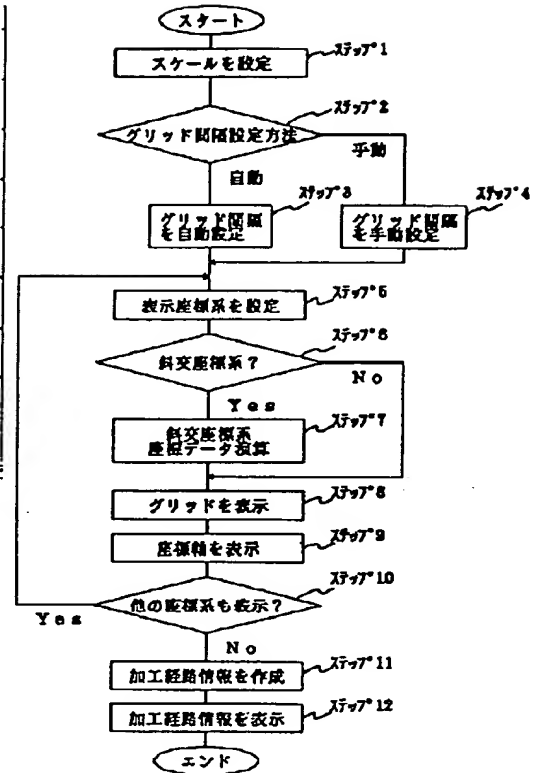 スタート
スケールを設定
ステップ1
グリッド間隔設定方法
ステップ2
手動
自動
グリッド間隔
を自動設定
ステップ3
グリッド間隔
を手動設定
ステップ4
表示座標系を設定
ステップ5
斜交座標系?
ステップ6
No
Yes
斜交座標系
座標データ演算
ステップ7
グリッドを表示
ステップ8
座標軸を表示
ステップ9
他の座標系も表示?
ステップ10
Yes
No
加工経路情報を作成
ステップ11
加工経路情報を表示
ステップ12
エンド